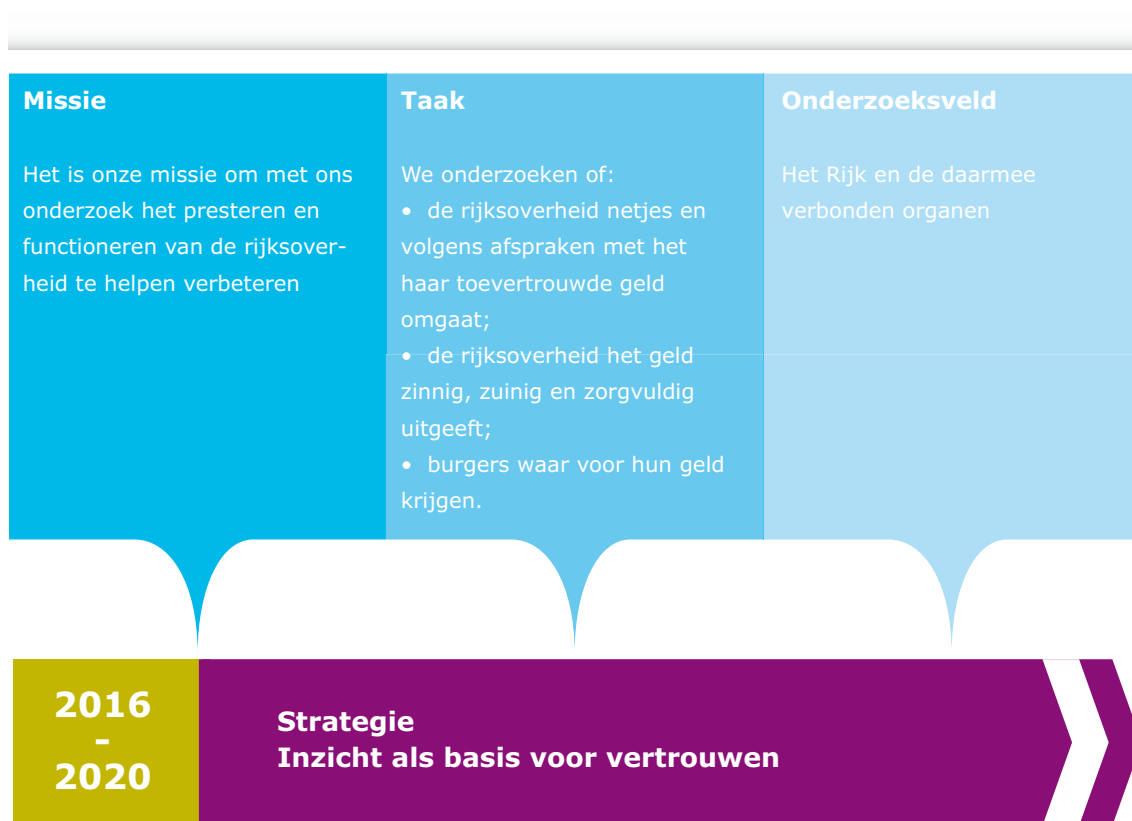 Missie
Het is onze missie om met ons
onderzoek het presteren en
functioneren van de rijksover-
heid te helpen verbeteren
Taak
We onderzoeken of:
• de rijksoverheid netjes en
volgens afspraken met het
haar toevertrouwde geld
omgaat;
• de rijksoverheid het geld
zinnig, zuinig en zorgvuldig
uitgeeft;
• burgers waar voor hun geld
krijgen.
Onderzoeksveld
Het Rijk en de daarmee
verbonden organen
2016
-
2020
Strategie
Inzicht als basis voor vertrouwen